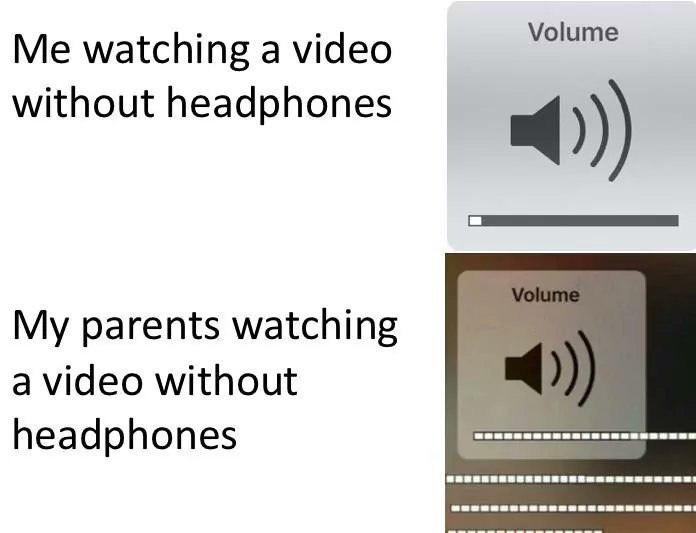 Me watching a video
without headphones
Volume
My parents watching
a video without
headphones
Volume